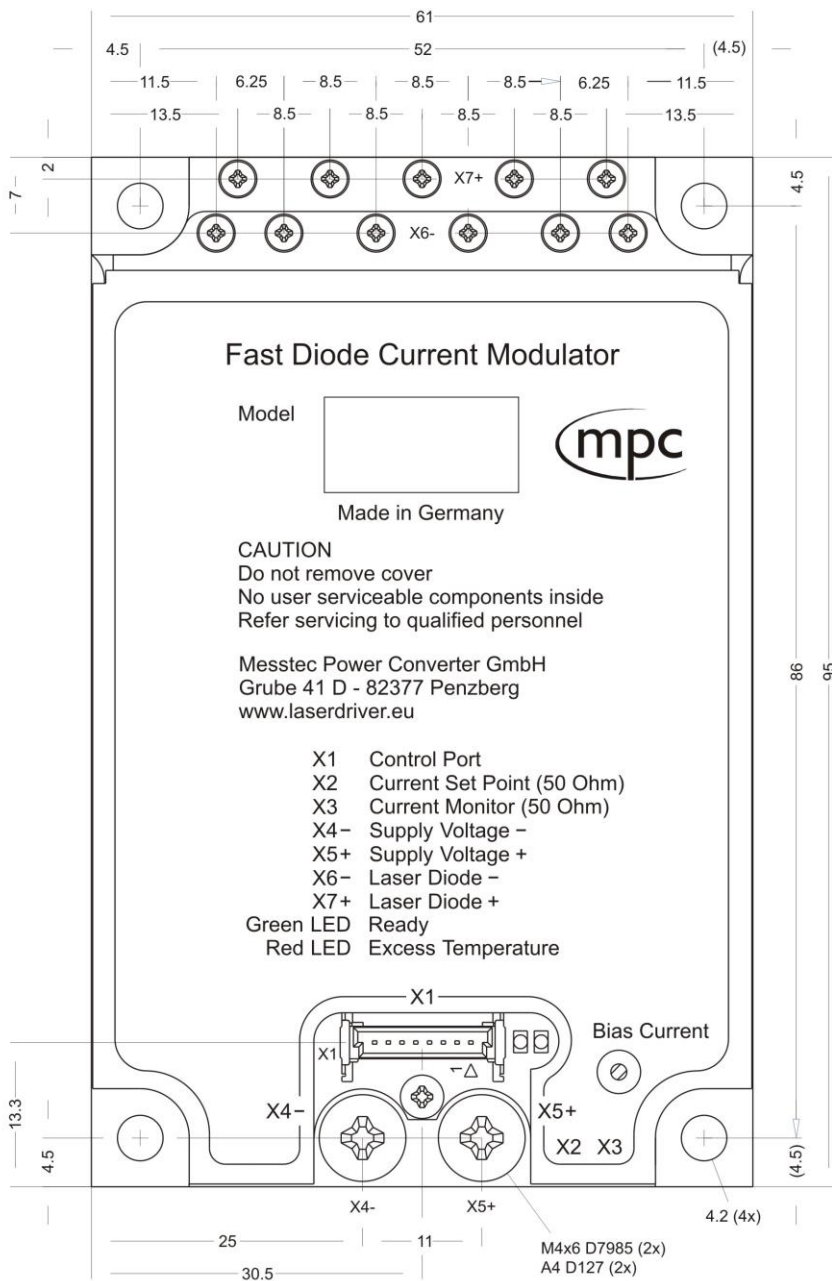 61
4.5 52 (4.5)
11.5 6.25 8.5 8.5 8.5 6.25 11.5
13.5 8.5 8.5 8.5 8.5 13.5
2
7
4.5
X7+
X6-
Fast Diode Current Modulator
Model
mpc
Made in Germany
CAUTION
Do not remove cover
No user serviceable components inside
Refer servicing to qualified personnel
Messtec Power Converter GmbH
Grube 41 D - 82377 Penzberg
www.laserdriver.eu
86
95
X1 Control Port
X2 Current Set Point (50 Ohm)
X3 Current Monitor (50 Ohm)
X4− Supply Voltage −
X5+ Supply Voltage +
X6− Laser Diode −
X7+ Laser Diode +
Green LED Ready
Red LED Excess Temperature
X1
Bias Current
X1
1
13.3
X4− X5+
X2 X3
4.5
(4.5)
X4- X5+
4.2 (4x)
25 11
M4x6 D7985 (2x)
A4 D127 (2x)
30.5